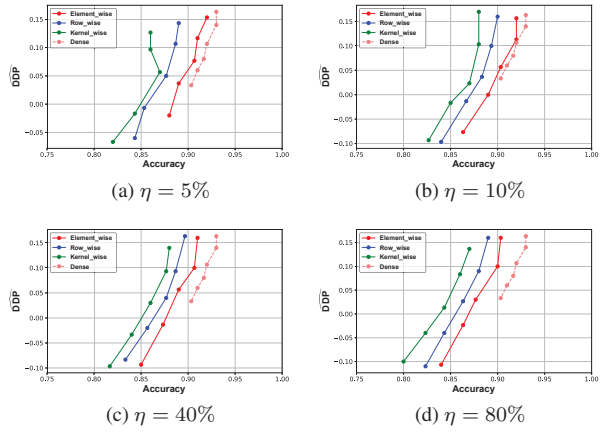 Element_wise
Row_wise
Kernel_wise
Dense
0.15
0.10
0.05
0.00
−0.05
DDP
0.75 0.80 0.85 0.90 0.95 1.00
Accuracy
(a) η = 5%
Element_wise
Row_wise
Kernel_wise
Dense
0.15
0.10
0.05
0.00
−0.05
−0.10
DDP
0.75 0.80 0.85 0.90 0.95 1.00
Accuracy
(b) η = 10%
Element_wise
Row_wise
Kernel_wise
Dense
0.15
0.10
0.05
0.00
−0.05
−0.10
DDP
0.75 0.80 0.85 0.90 0.95 1.00
Accuracy
(c) η = 40%
Element_wise
Row_wise
Kernel_wise
Dense
0.15
0.10
0.05
0.00
−0.05
−0.10
DDP
0.75 0.80 0.85 0.90 0.95 1.00
Accuracy
(d) η = 80%